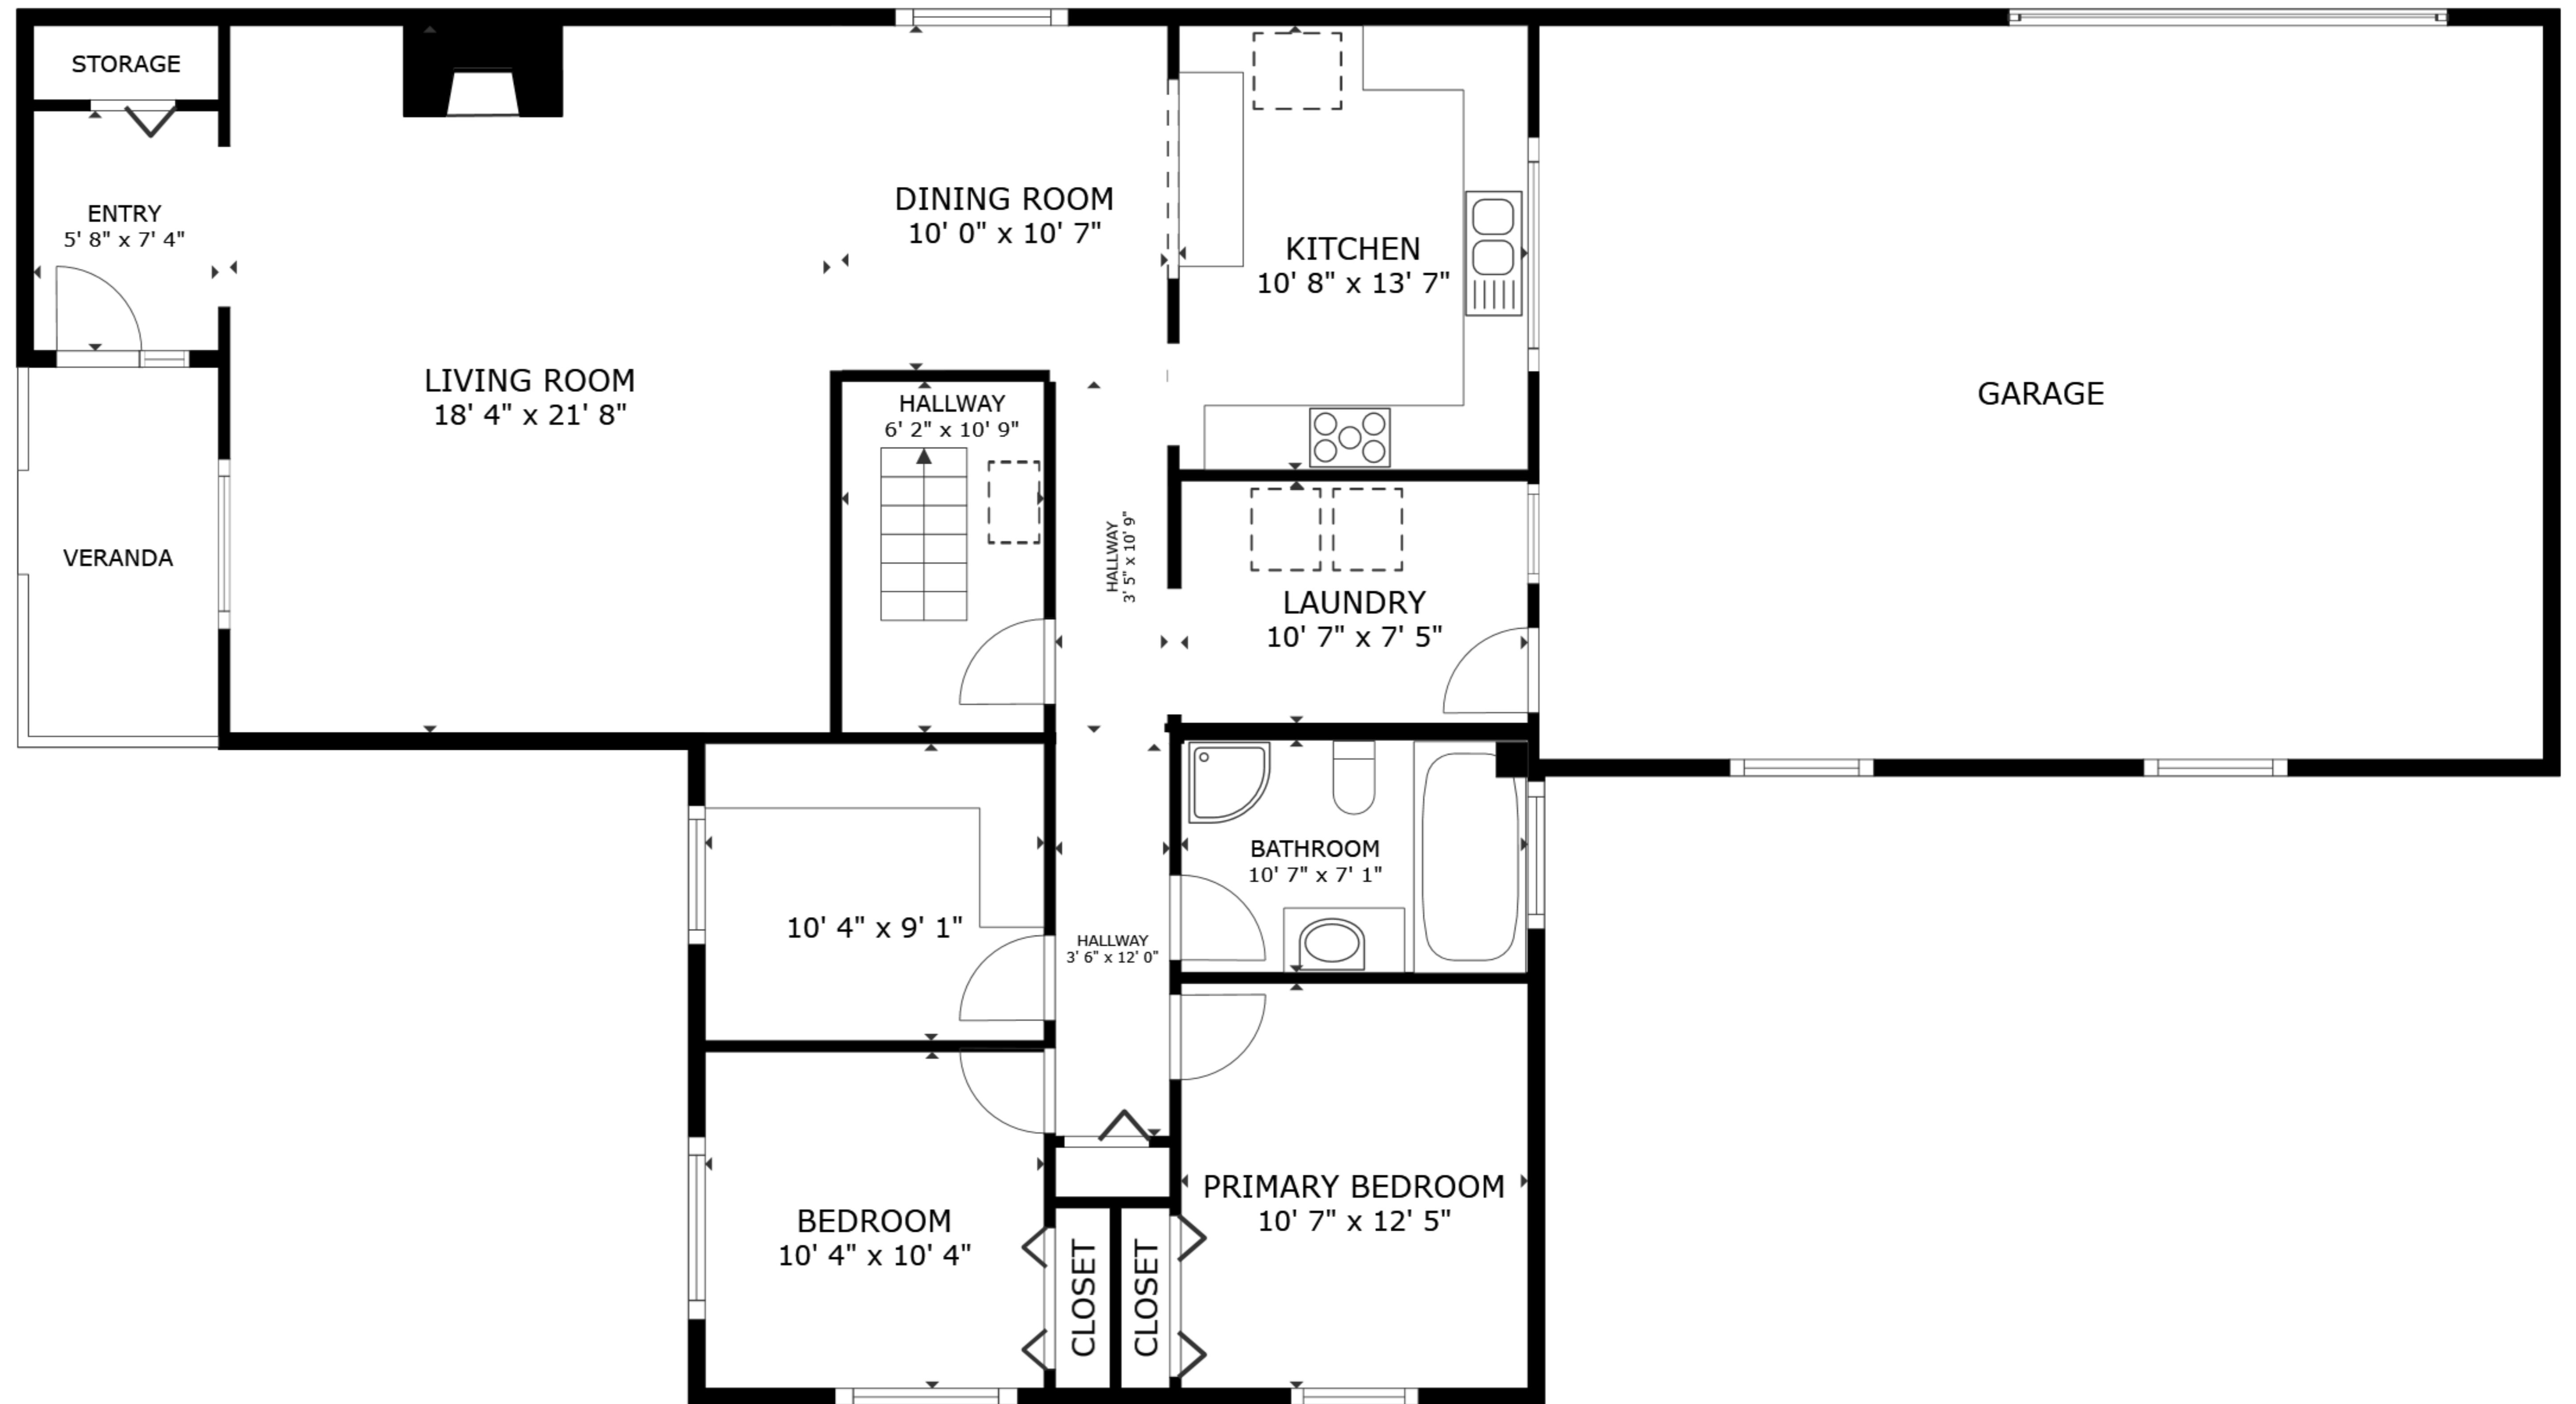 STORAGE
ENTRY
5' 8" x 7' 4"
VERANDA
LIVING ROOM
18' 4" x 21' 8"
DINING ROOM
10' 0" x 10' 7"
KITCHEN
10' 8" x 13' 7"
GARAGE
HALLWAY
6' 2" x 10' 9"
HALLWAY
3' 5" x 10' 9"
LAUNDRY
10' 7" x 7' 5"
BATHROOM
10' 7" x 7' 1"
10' 4" x 9' 1"
HALLWAY
3' 6" x 12' 0"
BEDROOM
10' 4" x 10' 4"
CLOSET
CLOSET
PRIMARY BEDROOM
10' 7" x 12' 5"